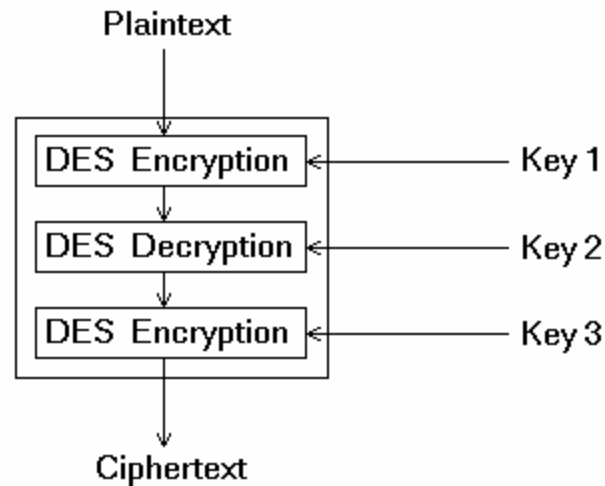 Plaintext
DES Encryption
Key 1
DES Decryption
Key 2
DES Encryption
Key 3
Ciphertext